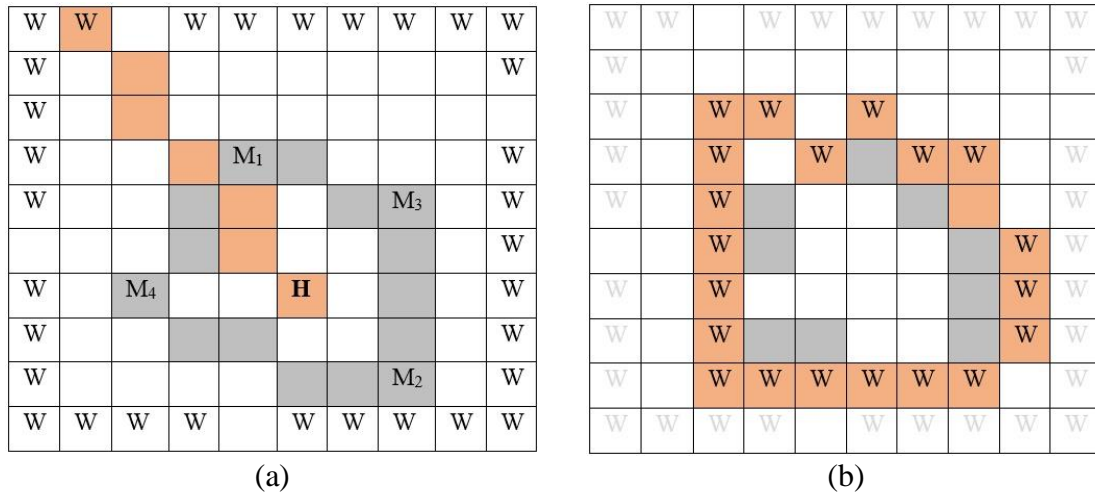 W W W W W W W W W W W W W W W W W W
W W W W
W W W W W
W M₁ W W W W W W W
W M₃ W W W W
W W W W
W M₄ H W W W W W
W W W W W W
W M₂ W W W W W W W W W
W W W W W W W W W W W W W W W W W W
(a) (b)